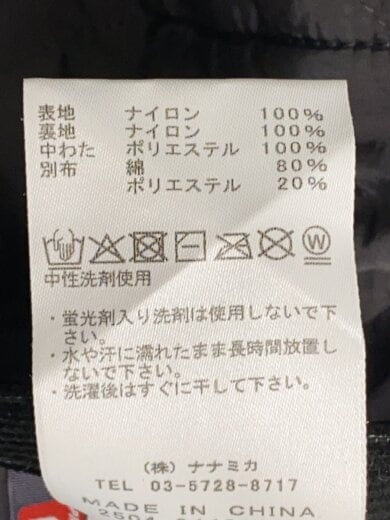 表地 ナイロン 100%
裏地 ナイロン 100%
中わた ポリエステル 100%
別布 綿 80%
ポリエステル 20%
W
中性洗剤使用
・蛍光剤入り洗剤は使用しないで下
さい。
・水や汗に濡れたまま長時間放置し
ないで下さい。
・洗濯後はすぐに干して下さい。
(株) ナナミカ
TEL 03-5728-8717
MADE IN CHINA